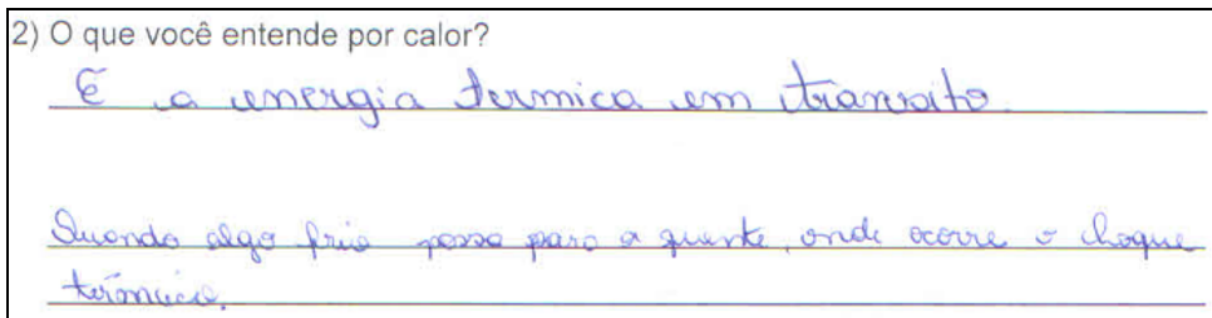 2) O que você entende por calor?
É a energia termica em transito.
Quando algo frio passa para o quente, onde ocorre o choque
térmico.